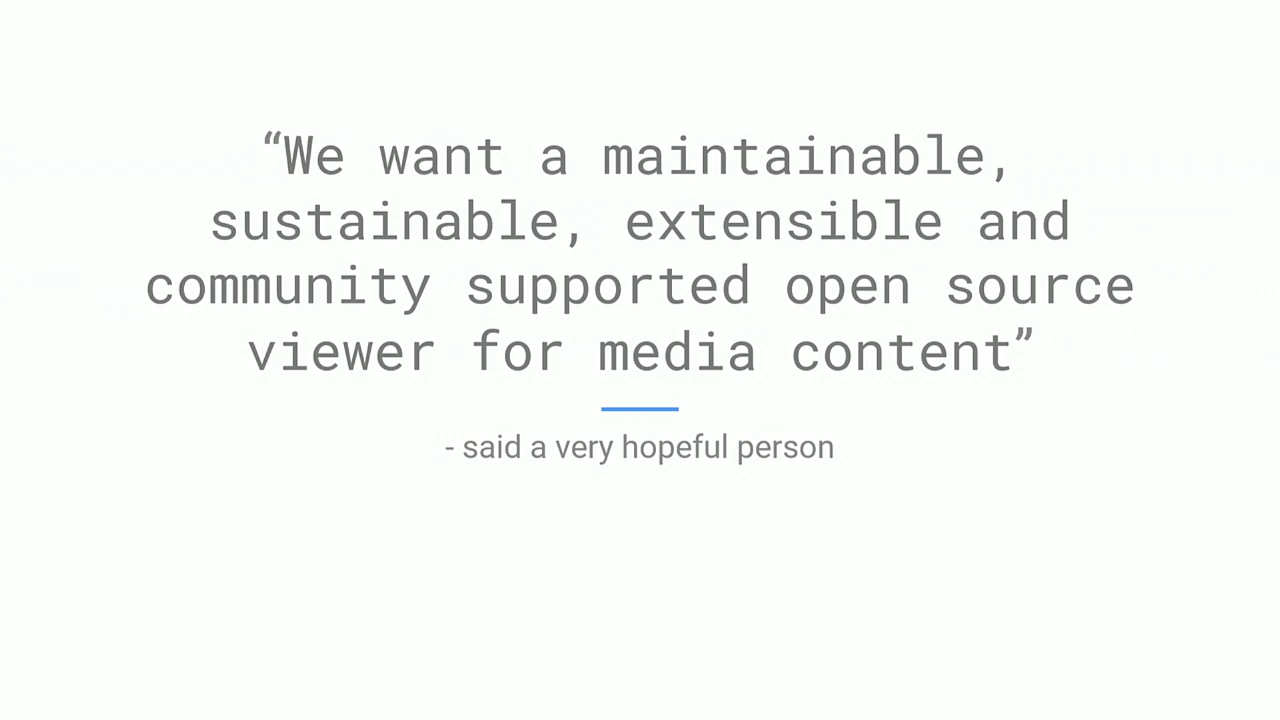 “We want a maintainable,
sustainable, extensible and
community supported open source
viewer for media content”
- said a very hopeful person